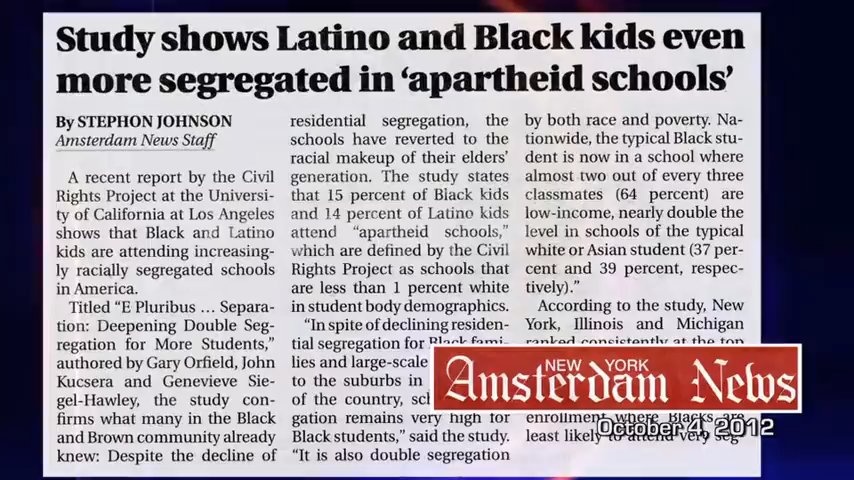 Study shows Latino and Black kids even
more segregated in ‘apartheid schools’
By STEPHON JOHNSON
Amsterdam News Staff
A recent report by the Civil
Rights Project at the Universi-
ty of California at Los Angeles
shows that Black and Latino
kids are attending increasing-
ly racially segregated schools
in America.
Titled “E Pluribus ... Separa-
tion: Deepening Double Seg-
regation for More Students,”
authored by Gary Orfield, John
Kucsera and Genevieve Sie-
gel-Hawley, the study con-
firms what many in the Black
and Brown community already
knew: Despite the decline of
residential segregation, the
schools have reverted to the
racial makeup of their elders’
generation. The study states
that 15 percent of Black kids
and 14 percent of Latino kids
attend “apartheid schools,”
which are defined by the Civil
Rights Project as schools that
are less than 1 percent white
in student body demographics.
“In spite of declining residen-
tial segregation for Black fami-
lies and large-scale
to the suburbs in
of the country,
gation remains very high for
Black students,” said the study.
“It is also double segregation
by both race and poverty. Na-
tionwide, the typical Black stu-
dent is now in a school where
almost two out of every three
classmates (64 percent) are
low-income, nearly double the
level in schools of the typical
white or Asian student (37 per-
cent and 39 percent, respec-
tively).”
According to the study, New
York, Illinois and Michigan
ranked consistently at the top
enrollment where Blacks are
least likely to attend very seg-
NEW YORK
Amsterdam News
October 4, 2012